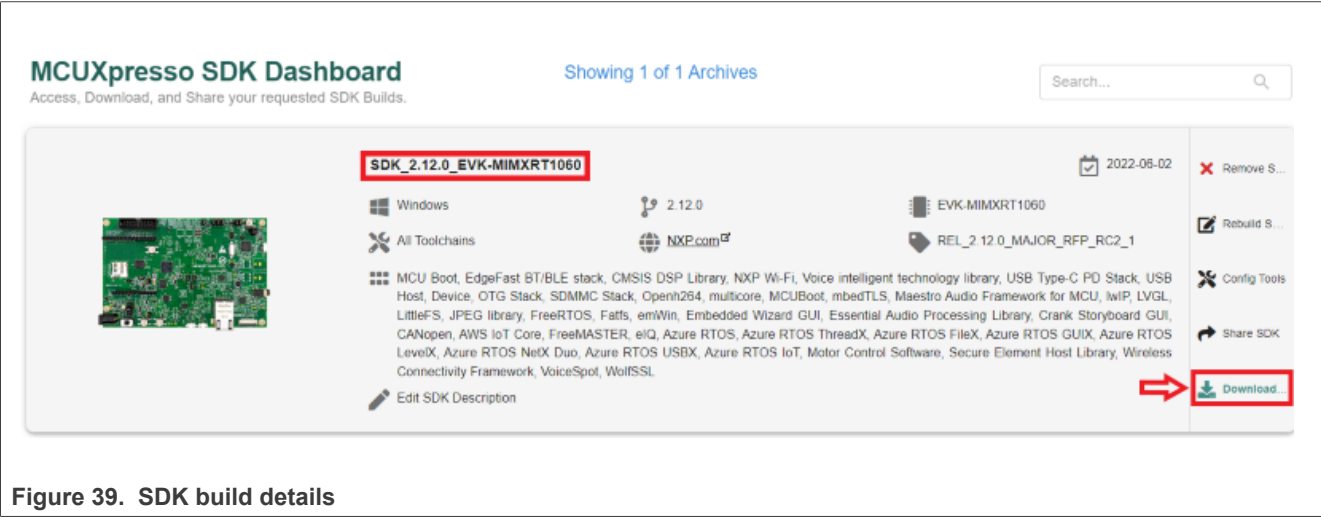 MCUXpresso SDK Dashboard
Access, Download, and Share your requested SDK Builds.
Showing 1 of 1 Archives
Search...
SDK_2.12.0_EVK-MIMXRT1060
2022-06-02
Windows
2.12.0
EVK-MIMXRT1060
All Toolchains
NXP.com
REL_2.12.0_MAJOR_RFP_RC2_1
MCU Boot, EdgeFast BT/BLE stack, CMSIS DSP Library, NXP Wi-Fi, Voice intelligent technology library, USB Type-C PD Stack, USB
Host, Device, OTG Stack, SDMMC Stack, Openh264, multicore, MCUBoot, mbedTLS, Maestro Audio Framework for MCU, lwIP, LVGL,
LittleFS, JPEG library, FreeRTOS, Fatfs, emWin, Embedded Wizard GUI, Essential Audio Processing Library, Crank Storyboard GUI,
CANopen, AWS IoT Core, FreeMASTER, eIQ, Azure RTOS, Azure RTOS ThreadX, Azure RTOS FileX, Azure RTOS GUIX, Azure RTOS
LevelX, Azure RTOS NetX Duo, Azure RTOS USBX, Azure RTOS IoT, Motor Control Software, Secure Element Host Library, Wireless
Connectivity Framework, VoiceSpot, WolfSSL
Edit SDK Description
Remove S...
Rebuild S...
Config Tools
Share SDK
Download...
Figure 39. SDK build details